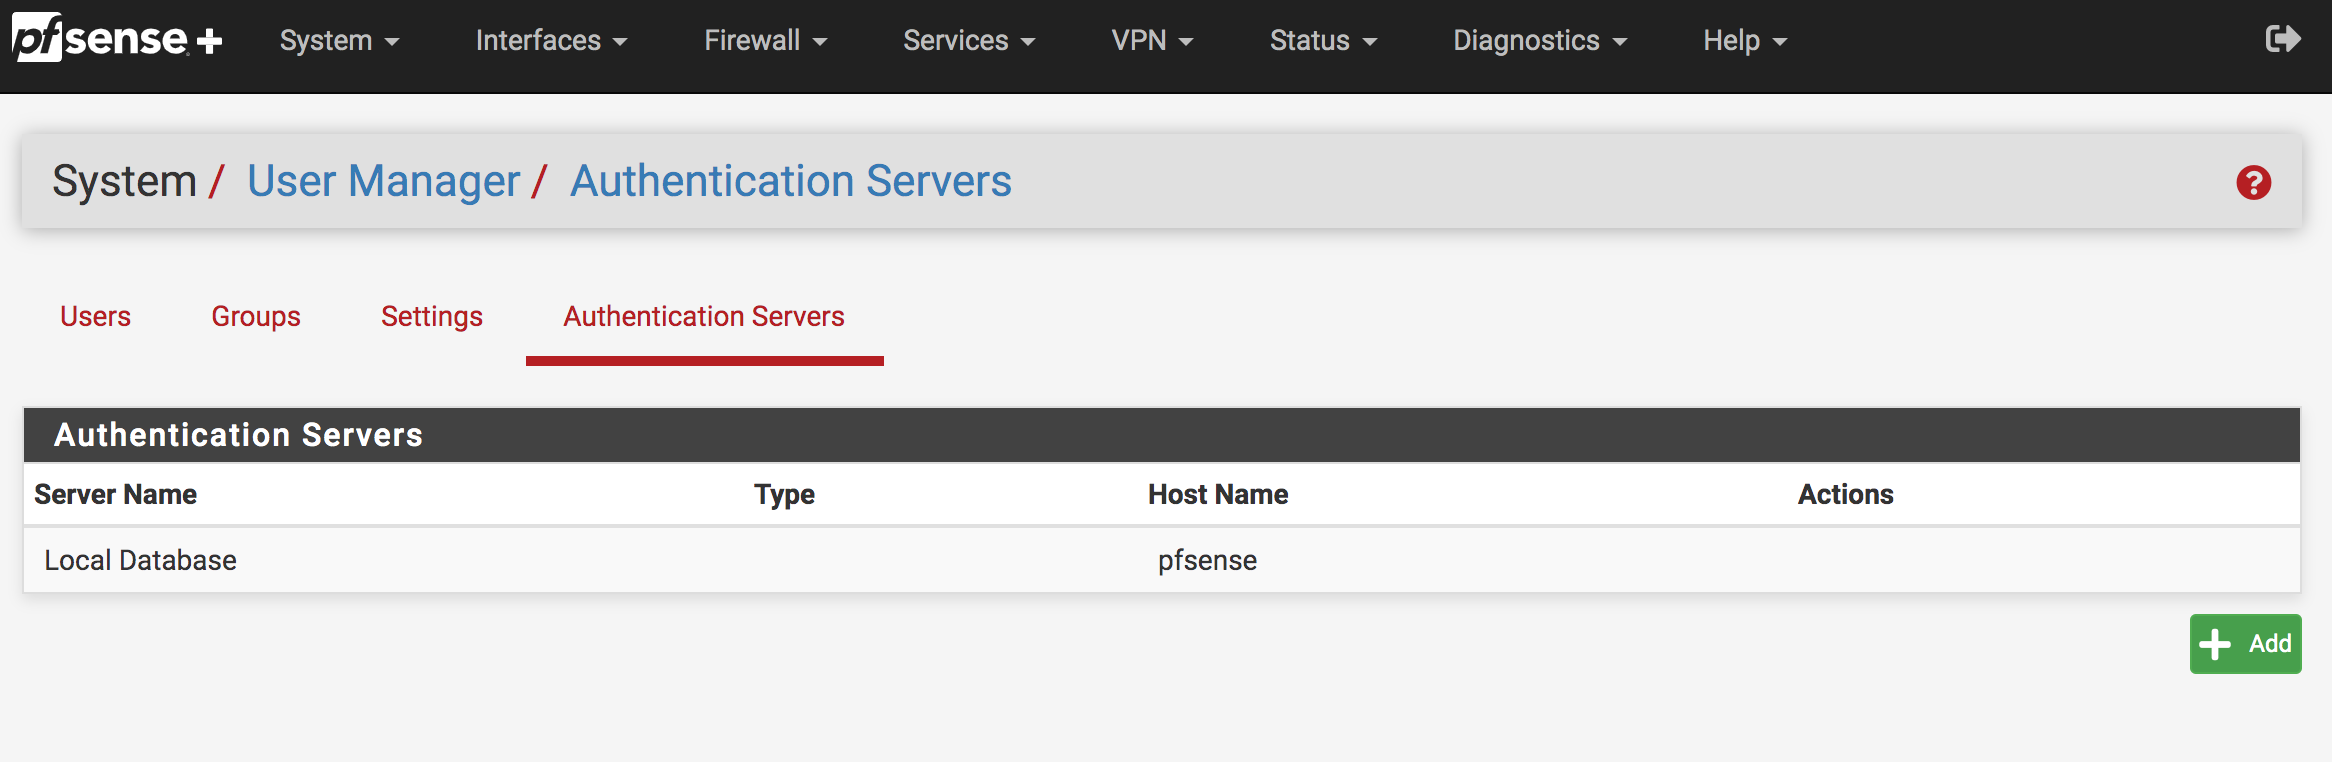 pfsense+ System Interfaces Firewall Services VPN Status Diagnostics Help
System / User Manager / Authentication Servers ?
Users Groups Settings Authentication Servers
Authentication Servers
Server Name Type Host Name Actions
Local Database pfsense
Add